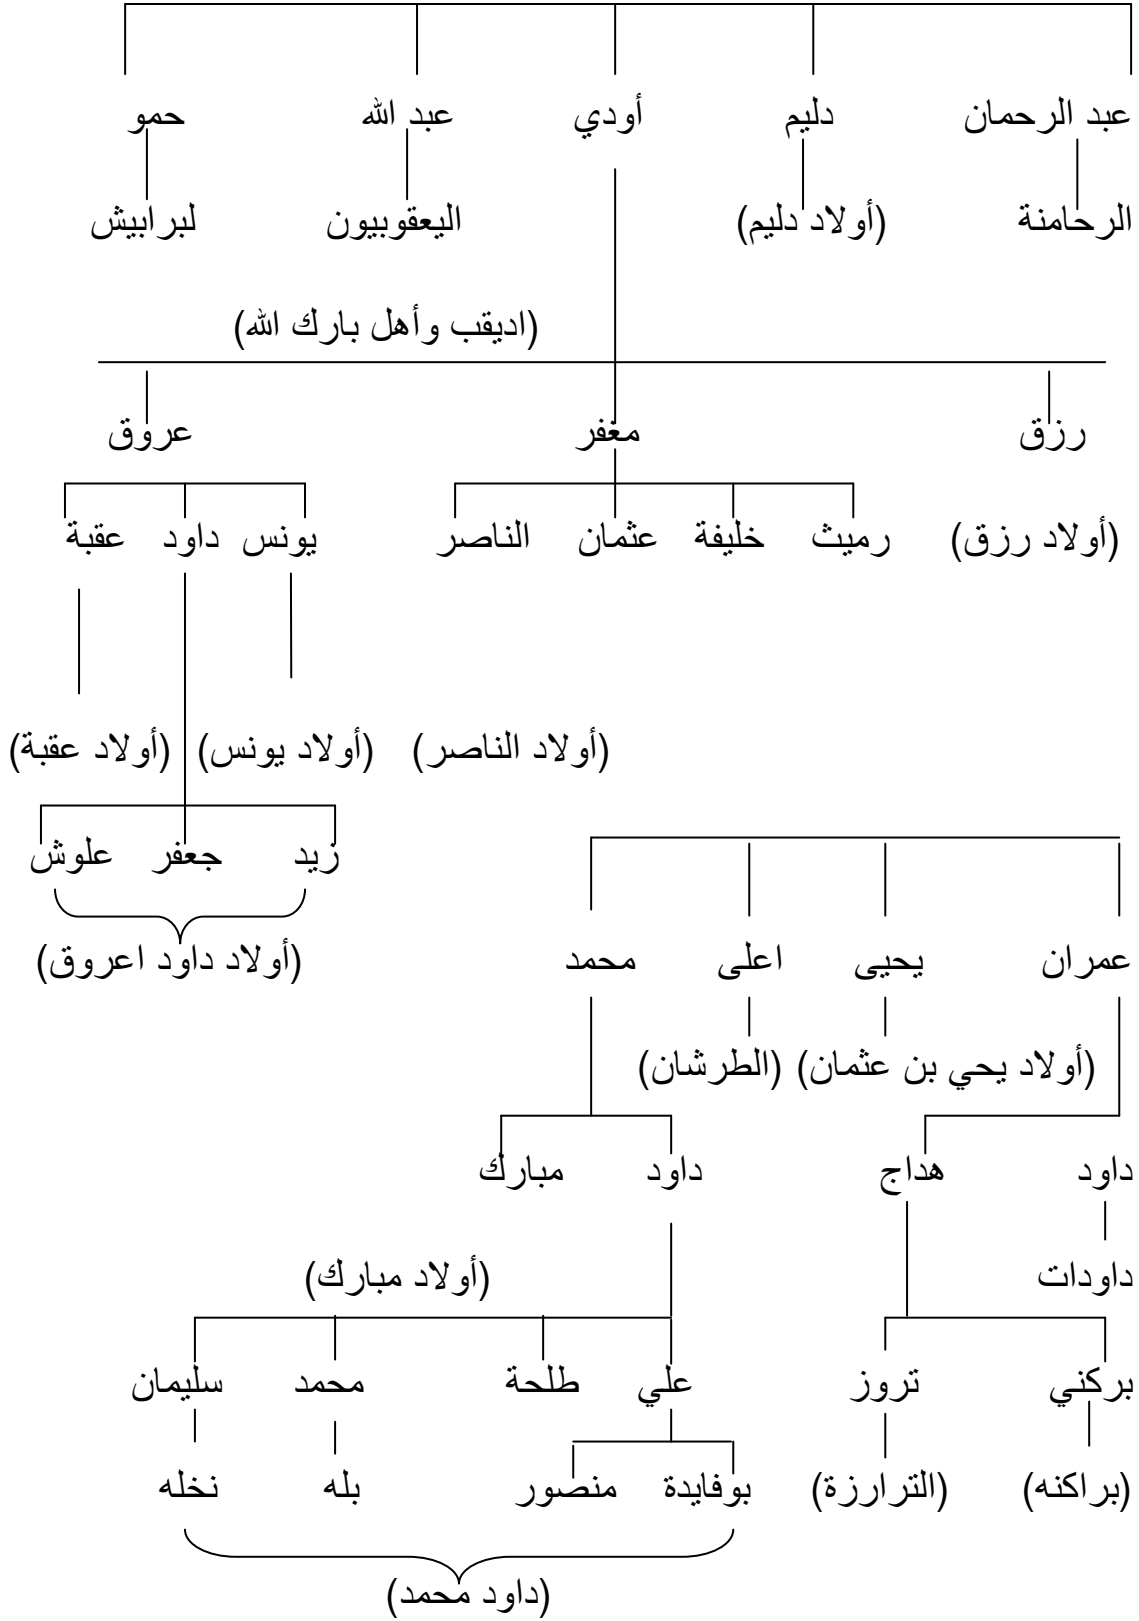 عبد الرحمان دليم أودي عبد الله حمو
الرحامنة (أولاد دليم) اليعقوبيون لبرابيش
(اديقب وأهل بارك الله)
رزق مغفر عروق
(أولاد رزق) رميث خليفة عثمان الناصر يونس داود عقبة
(أولاد الناصر) (أولاد يونس) (أولاد عقبة)
زيد جعفر علوش
(أولاد داود اعروق)
عمران يحيى اعلى محمد
(أولاد يحي بن عثمان) (الطرشان)
داود هداج داود مبارك
داودات (أولاد مبارك)
بركني تروز علي طلحة محمد سليمان
(براكنه) (الترارزة) بوفايدة منصور بله نخله
(داود محمد)